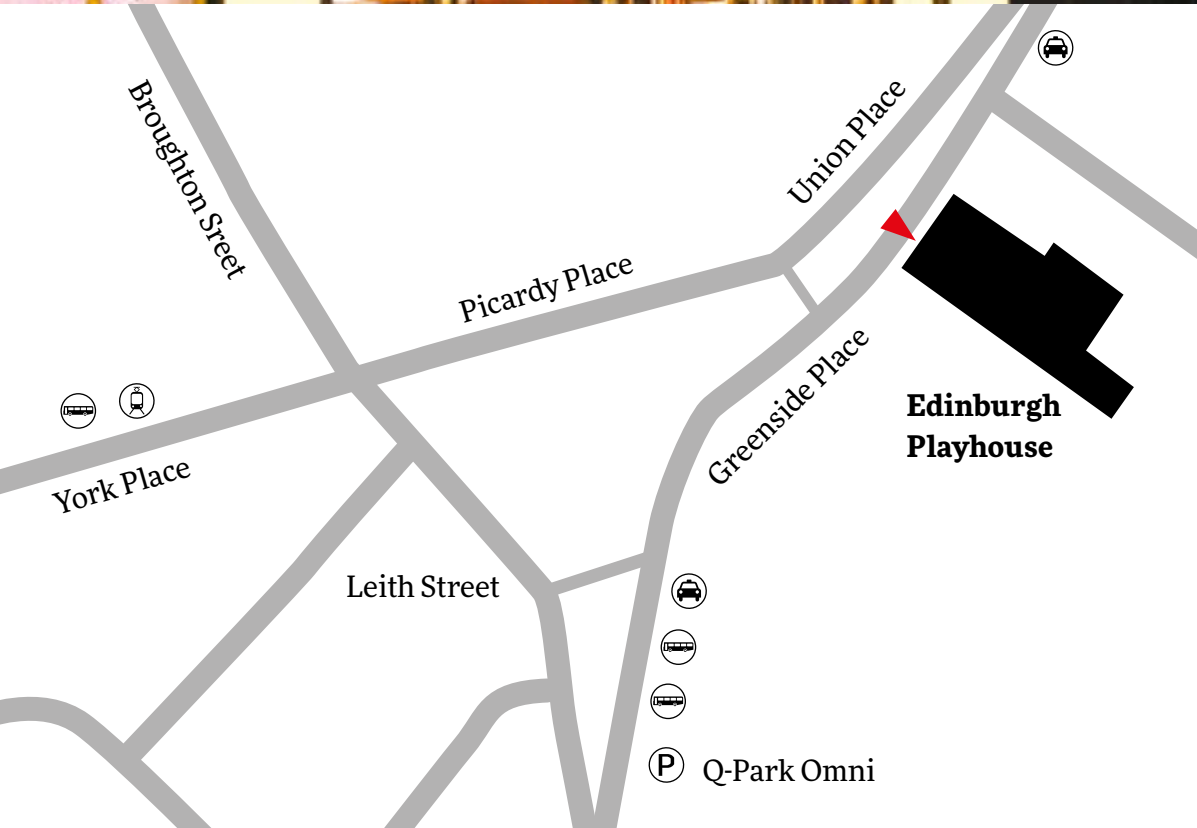 Broughton Sreet
Union Place
Picardy Place
Greenside Place
Edinburgh
Playhouse
York Place
Leith Street
P Q-Park Omni